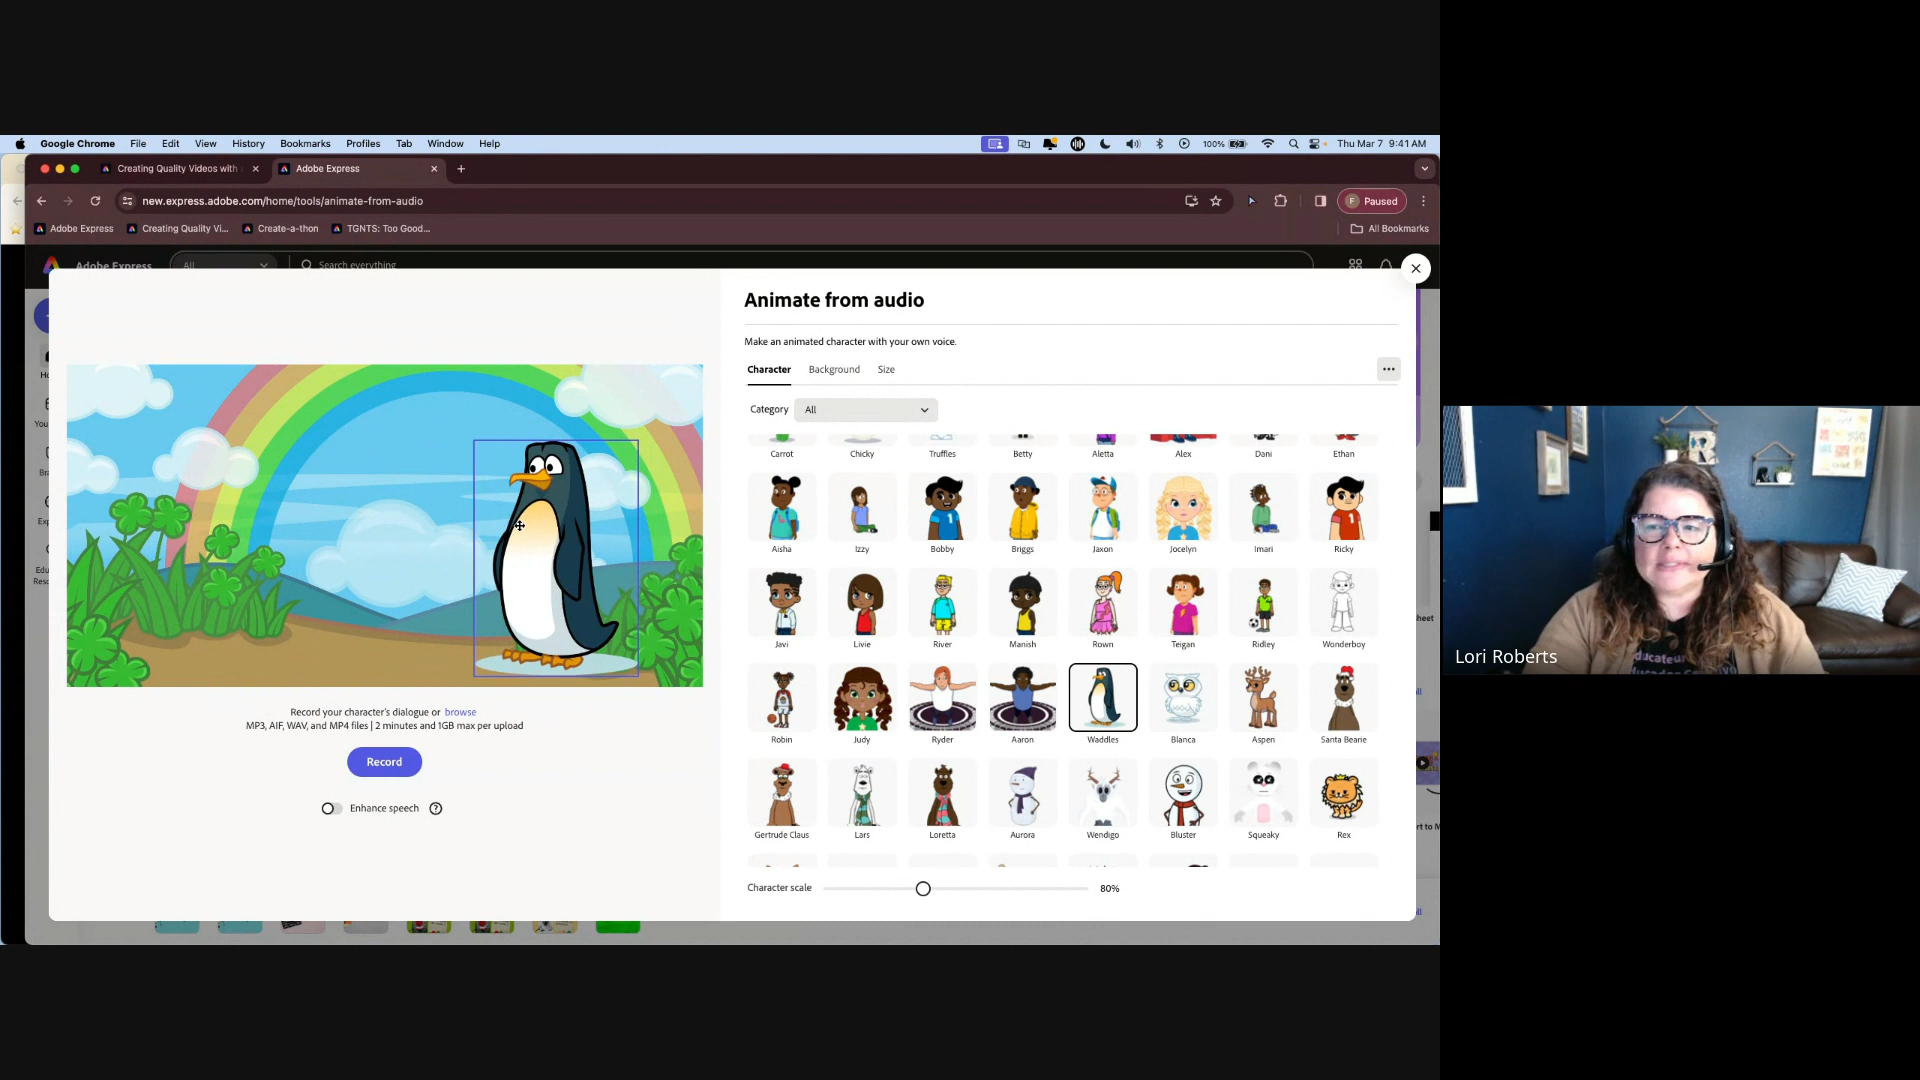 Google Chrome File Edit View History Bookmarks Profiles Tab Window Help 100% Thu Mar 7 9:41 AM
Creating Quality Videos with Adobe Express
new.express.adobe.com/home/tools/animate-from-audio F Paused
Adobe Express Creating Quality Vi... Create-a-thon TGNTS: Too Good... All Bookmarks
Adobe Express All Search everything
Animate from audio
Make an animated character with your own voice.
Character Background Size
Category All
Carrot Chicky Truffles Betty Aletta Alex Dani Ethan
Aisha Izzy Bobby Briggs Jaxon Jocelyn Imari Ricky
Javi Livie River Manish Rown Teigan Ridley Wonderboy
Robin Judy Ryder Aaron Waddles Blanca Aspen Santa Bearie
Gertrude Claus Lars Loretta Aurora Wendigo Bluster Squeaky Rex
Character scale 80%
Record your character's dialogue or browse
MP3, AIF, WAV, and MP4 files | 2 minutes and 1GB max per upload
Record
Enhance speech ?
Lori Roberts